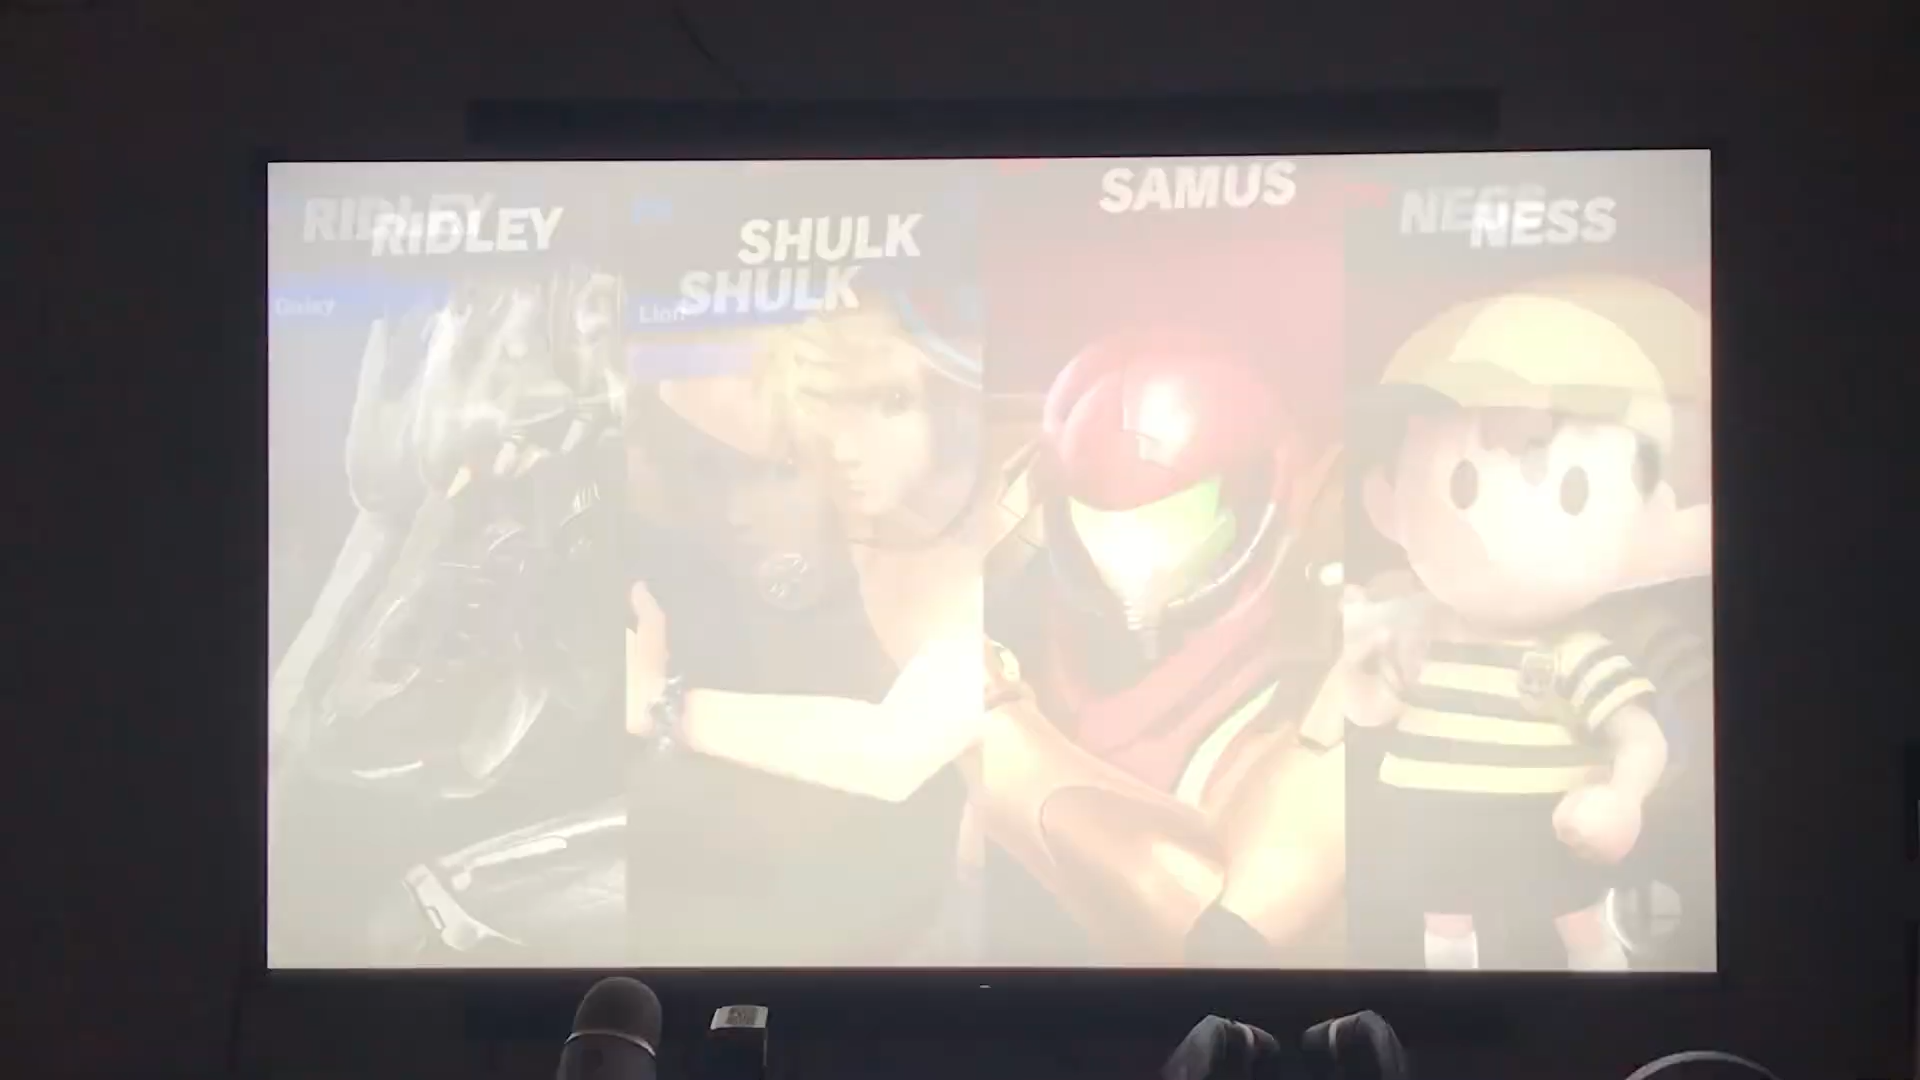 RIDLEY
RIDLEY
SHULK
SHULK
SAMUS
NESS
NESS
Daisy
Lion